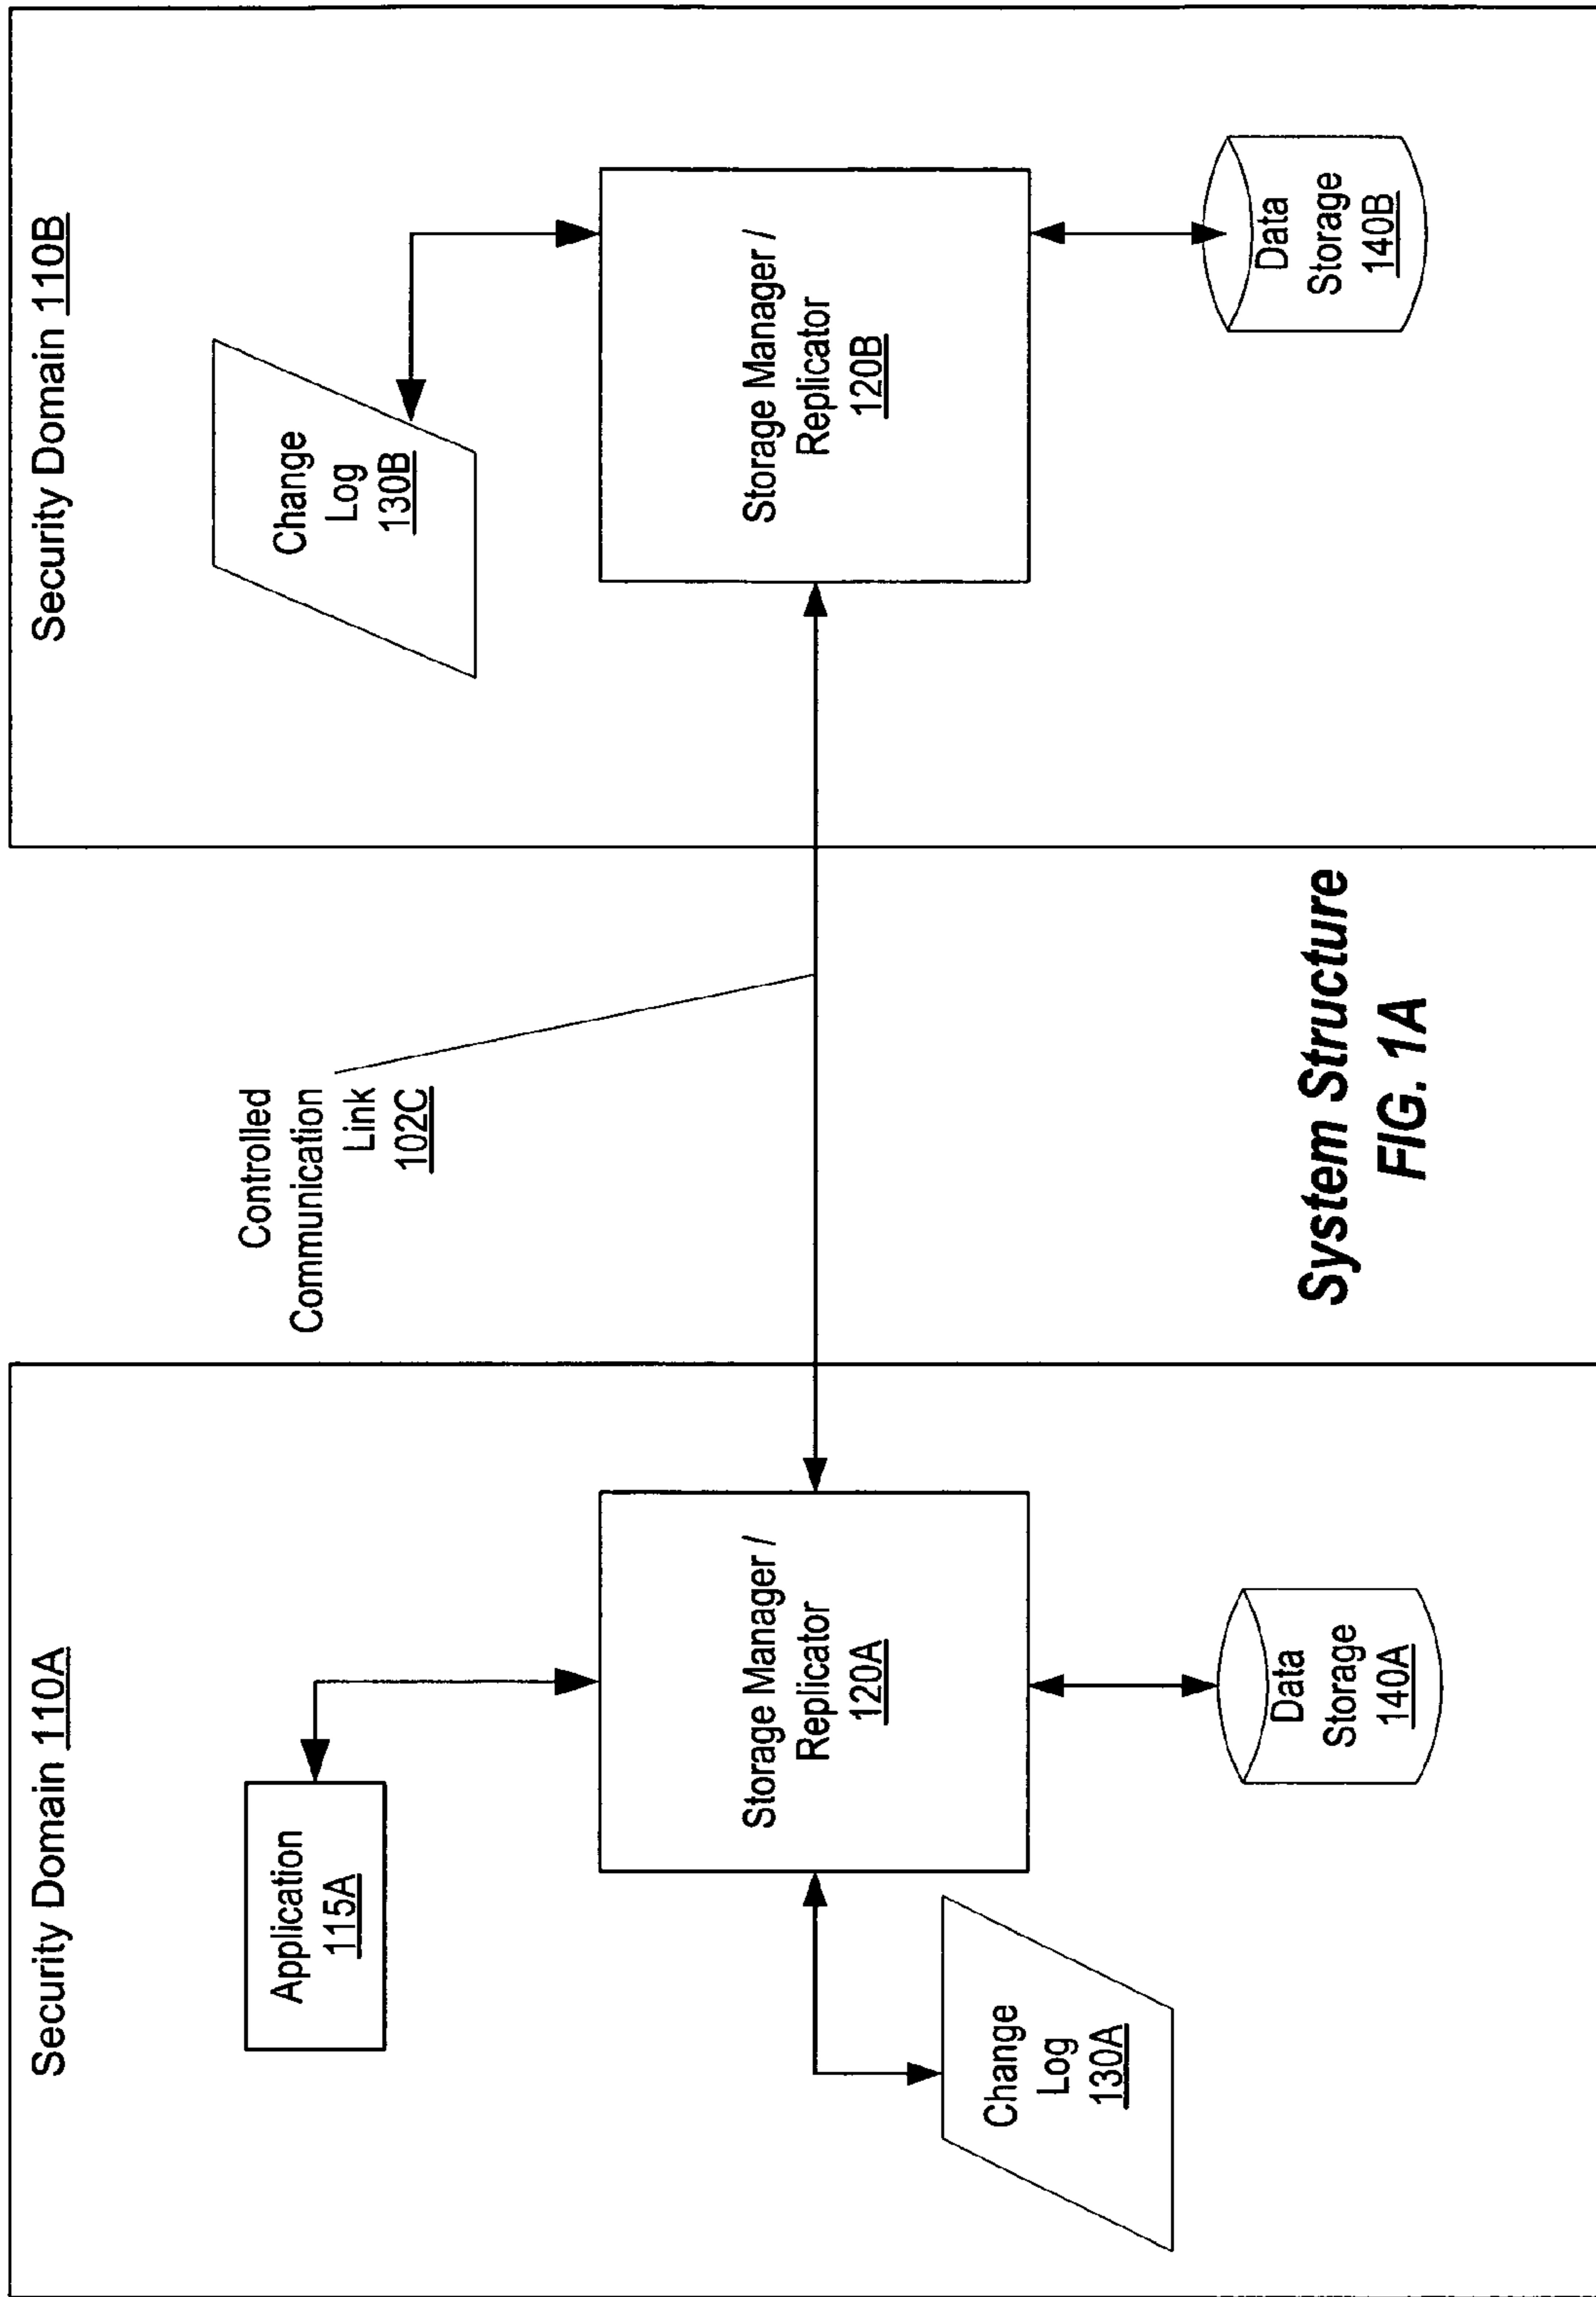 Security Domain 110A
Application
115A
Storage Manager /
Replicator
120A
Change
Log
130A
Data
Storage
140A
Controlled
Communication
Link
102C
Security Domain 110B
Change
Log
130B
Storage Manager /
Replicator
120B
Data
Storage
140B
System Structure
FIG. 1A